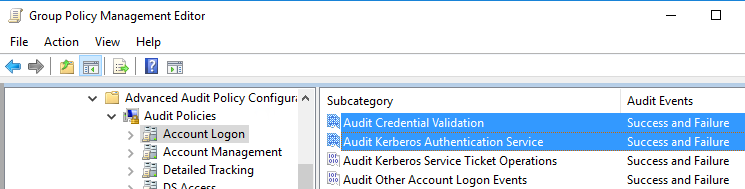 Group Policy Management Editor
File Action View Help
Advanced Audit Policy Configura
Audit Policies
Account Logon
Account Management
Detailed Tracking
DS Access
Subcategory Audit Events
Audit Credential Validation Success and Failure
Audit Kerberos Authentication Service Success and Failure
Audit Kerberos Service Ticket Operations Success and Failure
Audit Other Account Logon Events Success and Failure